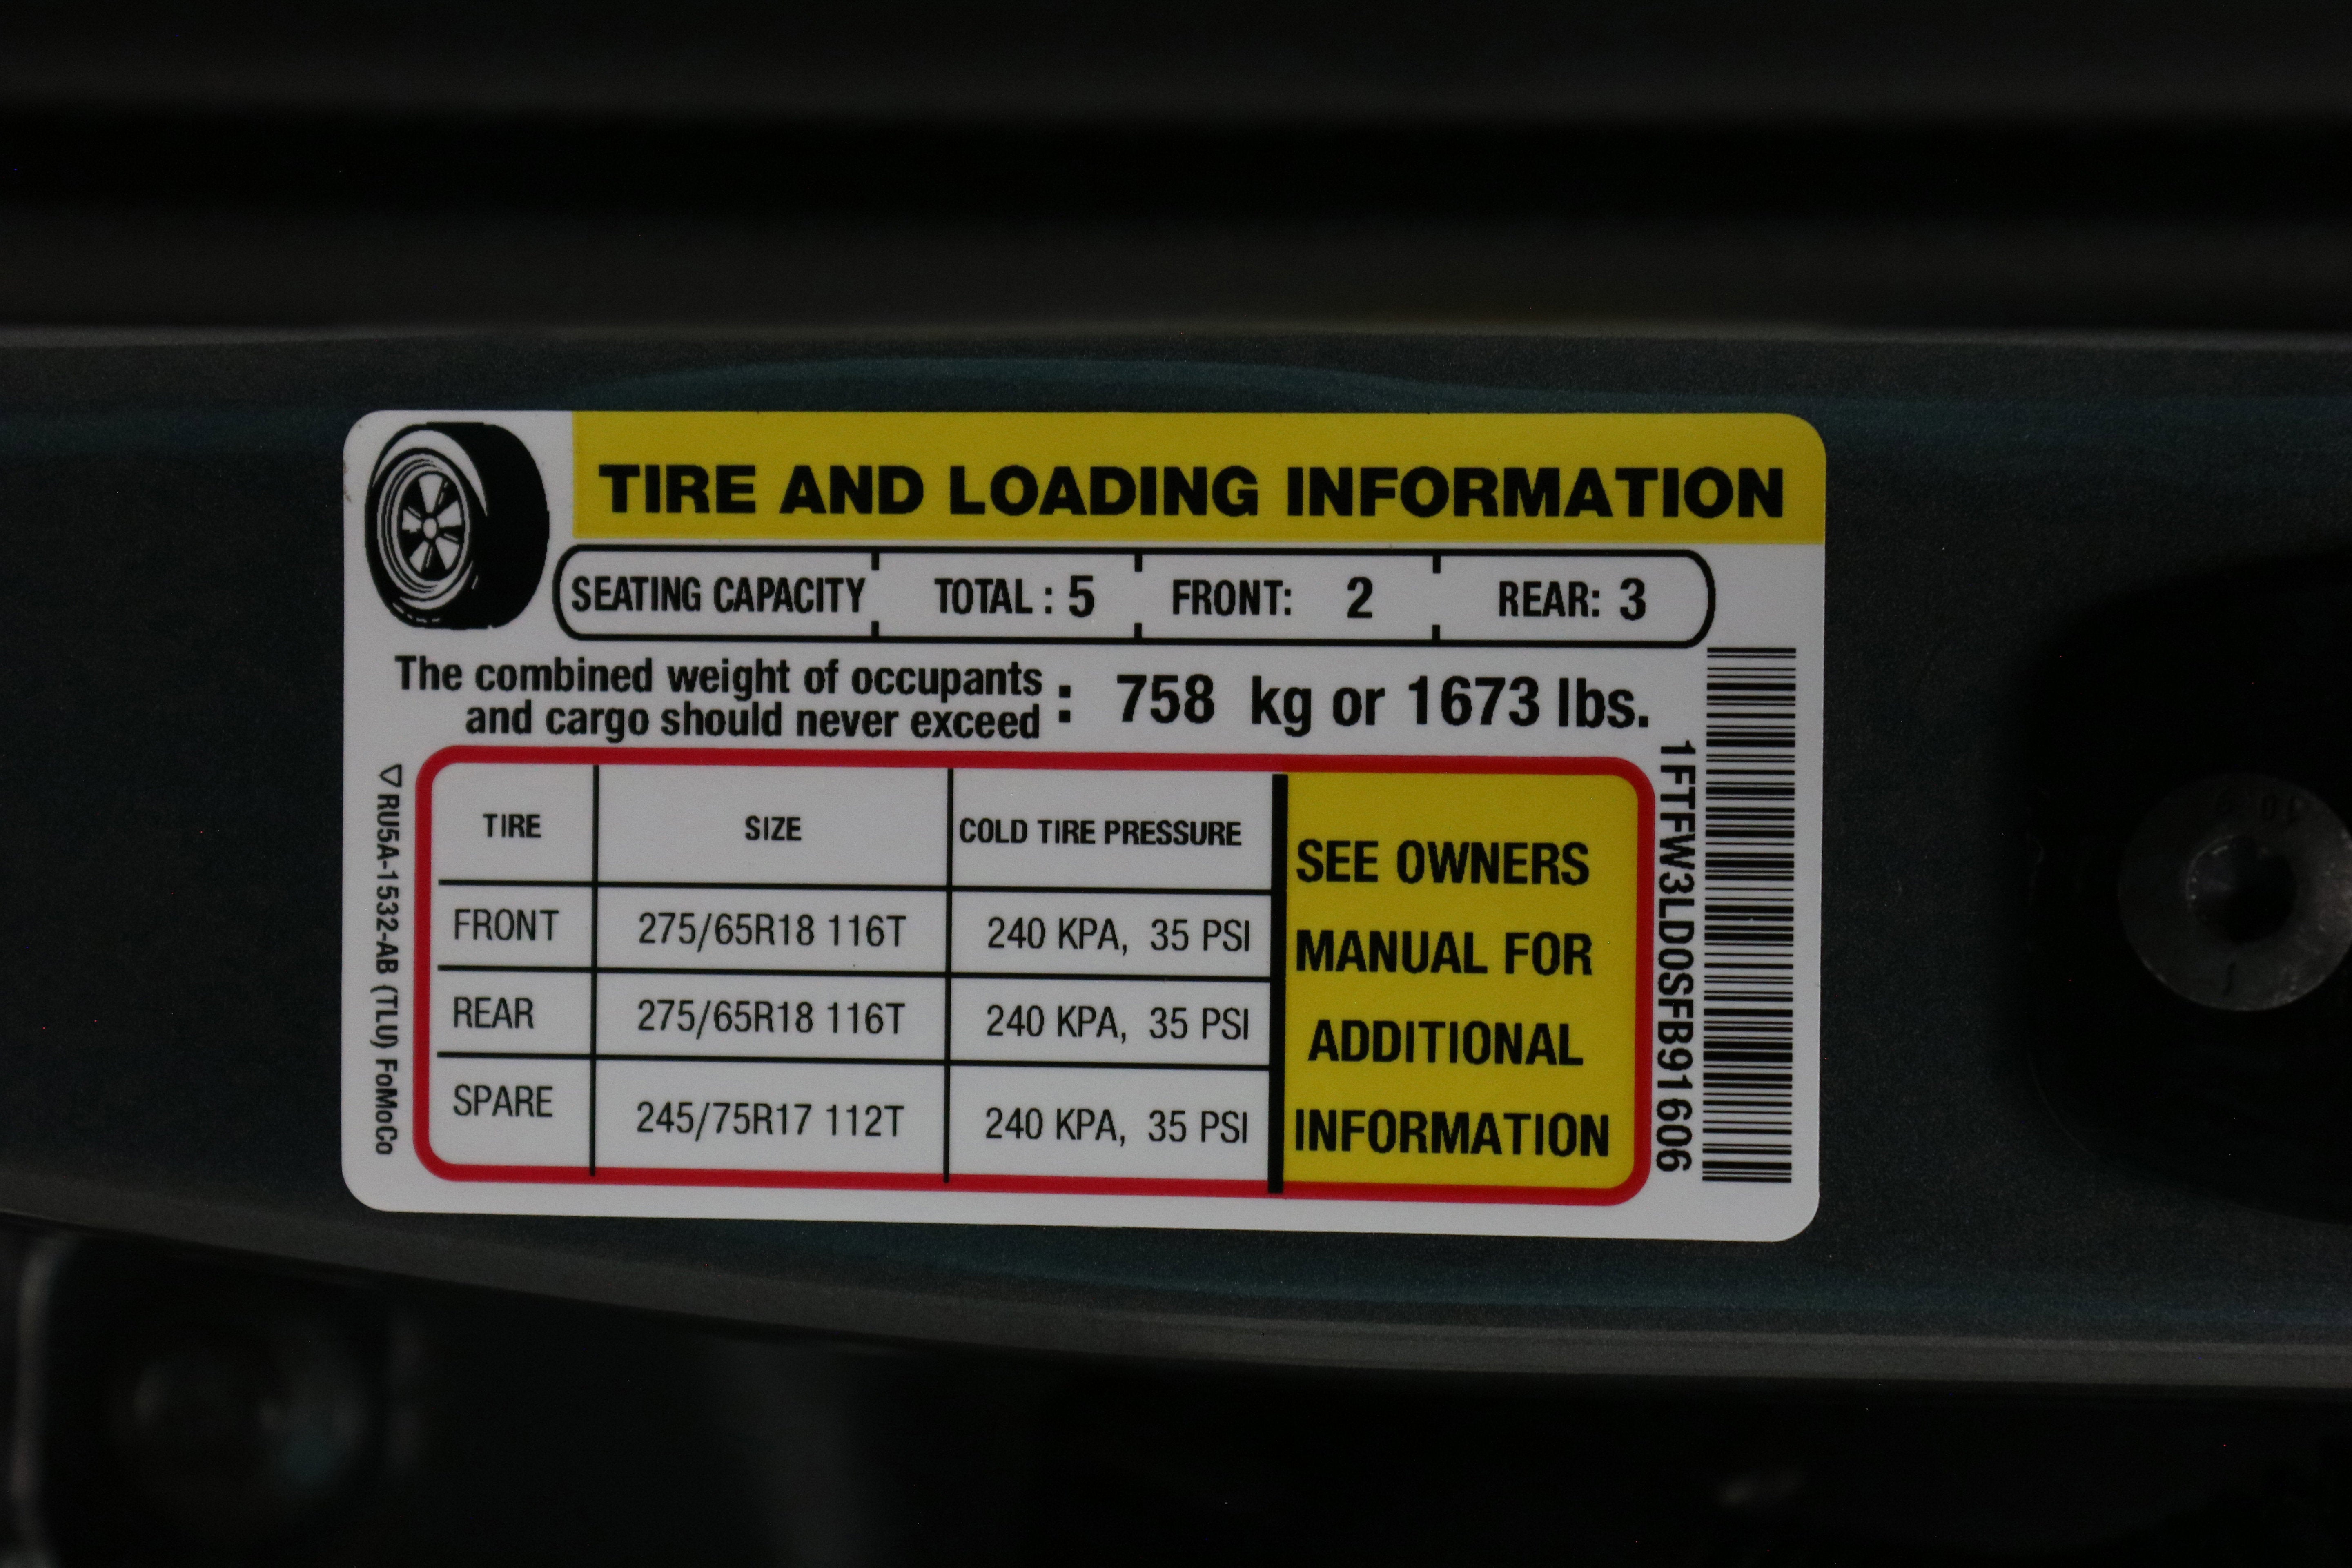 TIRE AND LOADING INFORMATION
SEATING CAPACITY TOTAL : 5 FRONT: 2 REAR: 3
The combined weight of occupants
and cargo should never exceed : 758 kg or 1673 lbs.
TIRE SIZE COLD TIRE PRESSURE
FRONT 275/65R18 116T 240 KPA, 35 PSI
REAR 275/65R18 116T 240 KPA, 35 PSI
SPARE 245/75R17 112T 240 KPA, 35 PSI
SEE OWNERS
MANUAL FOR
ADDITIONAL
INFORMATION
1FTFW3LD0SFB91606
RU5A-1532-AB (TLU) FoMoCo